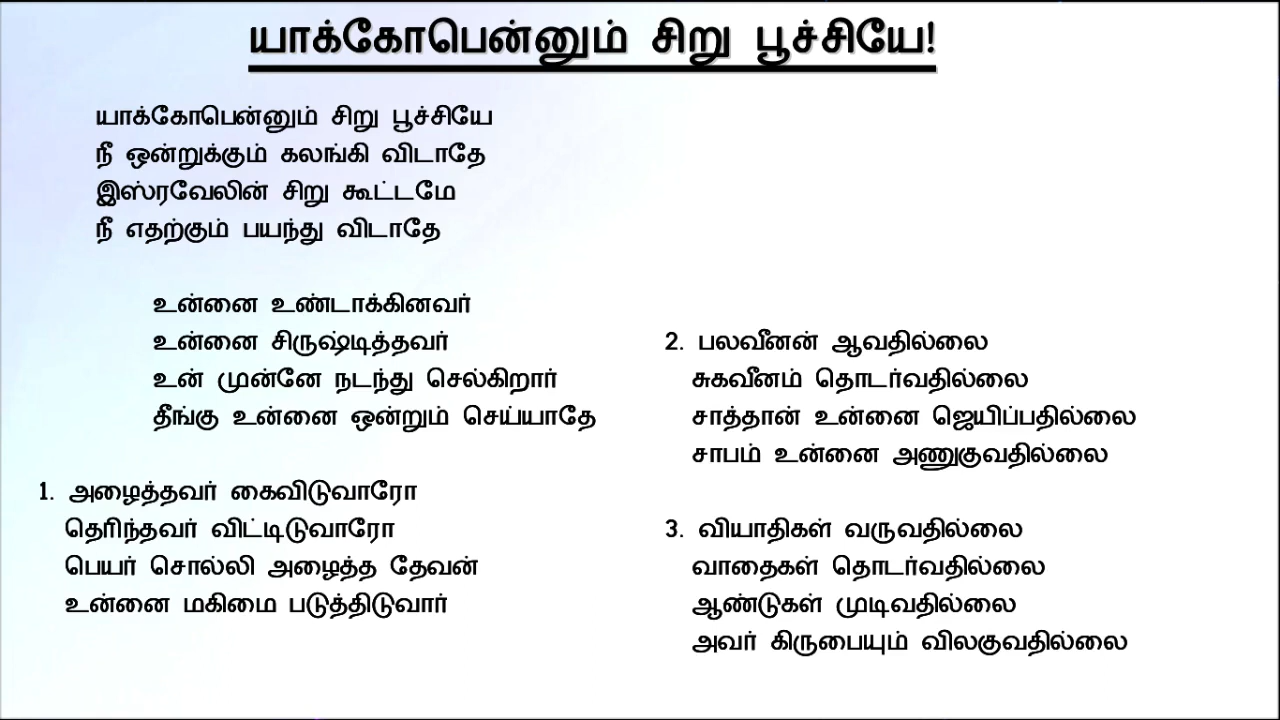 யாக்கோபென்னும் சிறு பூச்சியே!
யாக்கோபென்னும் சிறு பூச்சியே
நீ ஒன்றுக்கும் கலங்கி விடாதே
இஸ்ரவேலின் சிறு கூட்டமே
நீ எதற்கும் பயந்து விடாதே
உன்னை உண்டாக்கினவர்
உன்னை சிருஷ்டித்தவர்
உன் முன்னே நடந்து செல்கிறார்
தீங்கு உன்னை ஒன்றும் செய்யாதே
1. அழைத்தவர் கைவிடுவாரோ
தெரிந்தவர் விட்டிடுவாரோ
பெயர் சொல்லி அழைத்த தேவன்
உன்னை மகிமை படுத்திடுவார்
2. பலவீனன் ஆவதில்லை
சுகவீனம் தொடர்வதில்லை
சாத்தான் உன்னை ஜெயிப்பதில்லை
சாபம் உன்னை அணுகுவதில்லை
3. வியாதிகள் வருவதில்லை
வாதைகள் தொடர்வதில்லை
ஆண்டுகள் முடிவதில்லை
அவர் கிருபையும் விலகுவதில்லை